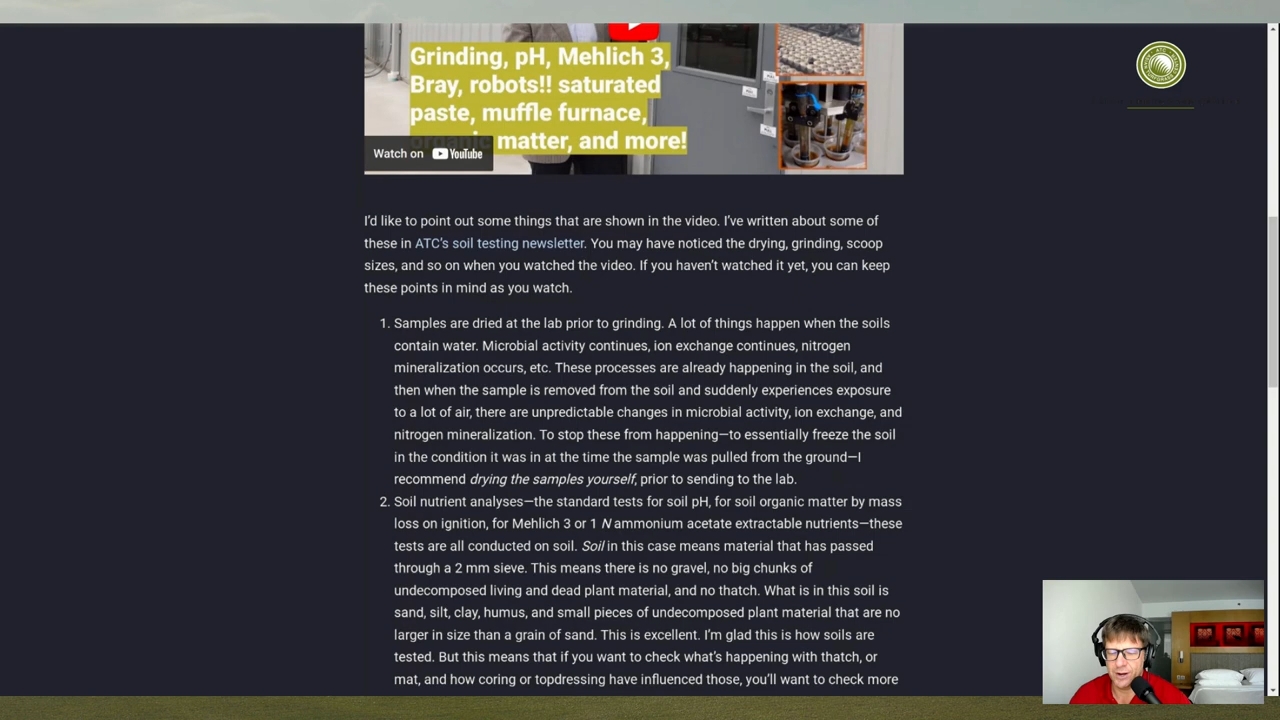 Grinding, pH, Mehlich 3,
Bray, robots!! saturated
paste, muffle furnace,
organic matter, and more!
Watch on YouTube
I'd like to point out some things that are shown in the video. I've written about some of
these in ATC's soil testing newsletter. You may have noticed the drying, grinding, scoop
sizes, and so on when you watched the video. If you haven't watched it yet, you can keep
these points in mind as you watch.
1. Samples are dried at the lab prior to grinding. A lot of things happen when the soils
contain water. Microbial activity continues, ion exchange continues, nitrogen
mineralization occurs, etc. These processes are already happening in the soil, and
then when the sample is removed from the soil and suddenly experiences exposure
to a lot of air, there are unpredictable changes in microbial activity, ion exchange, and
nitrogen mineralization. To stop these from happening—to essentially freeze the soil
in the condition it was in at the time the sample was pulled from the ground—I
recommend drying the samples yourself, prior to sending to the lab.
2. Soil nutrient analyses—the standard tests for soil pH, for soil organic matter by mass
loss on ignition, for Mehlich 3 or 1 N ammonium acetate extractable nutrients—these
tests are all conducted on soil. Soil in this case means material that has passed
through a 2 mm sieve. This means there is no gravel, no big chunks of
undecomposed living and dead plant material, and no thatch. What is in this soil is
sand, silt, clay, humus, and small pieces of undecomposed plant material that are no
larger in size than a grain of sand. This is excellent. I'm glad this is how soils are
tested. But this means that if you want to check what's happening with thatch, or
mat, and how coring or topdressing have influenced those, you'll want to check more